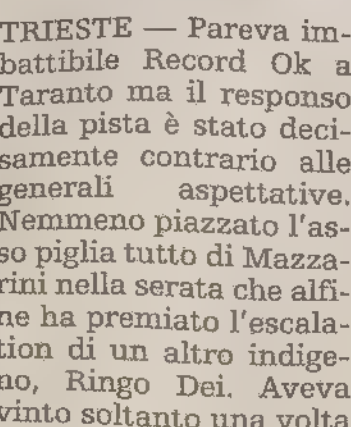 TRIESTE — Pareva im-
battibile Record Ok a
Taranto ma il responso
della pista è stato deci-
samente contrario alle
generali aspettative.
Nemmeno piazzato l'as-
so piglia tutto di Mazza-
rini nella serata che alfi-
ne ha premiato l'escala-
tion di un altro indige-
no, Ringo Dei. Aveva
vinto soltanto una volta